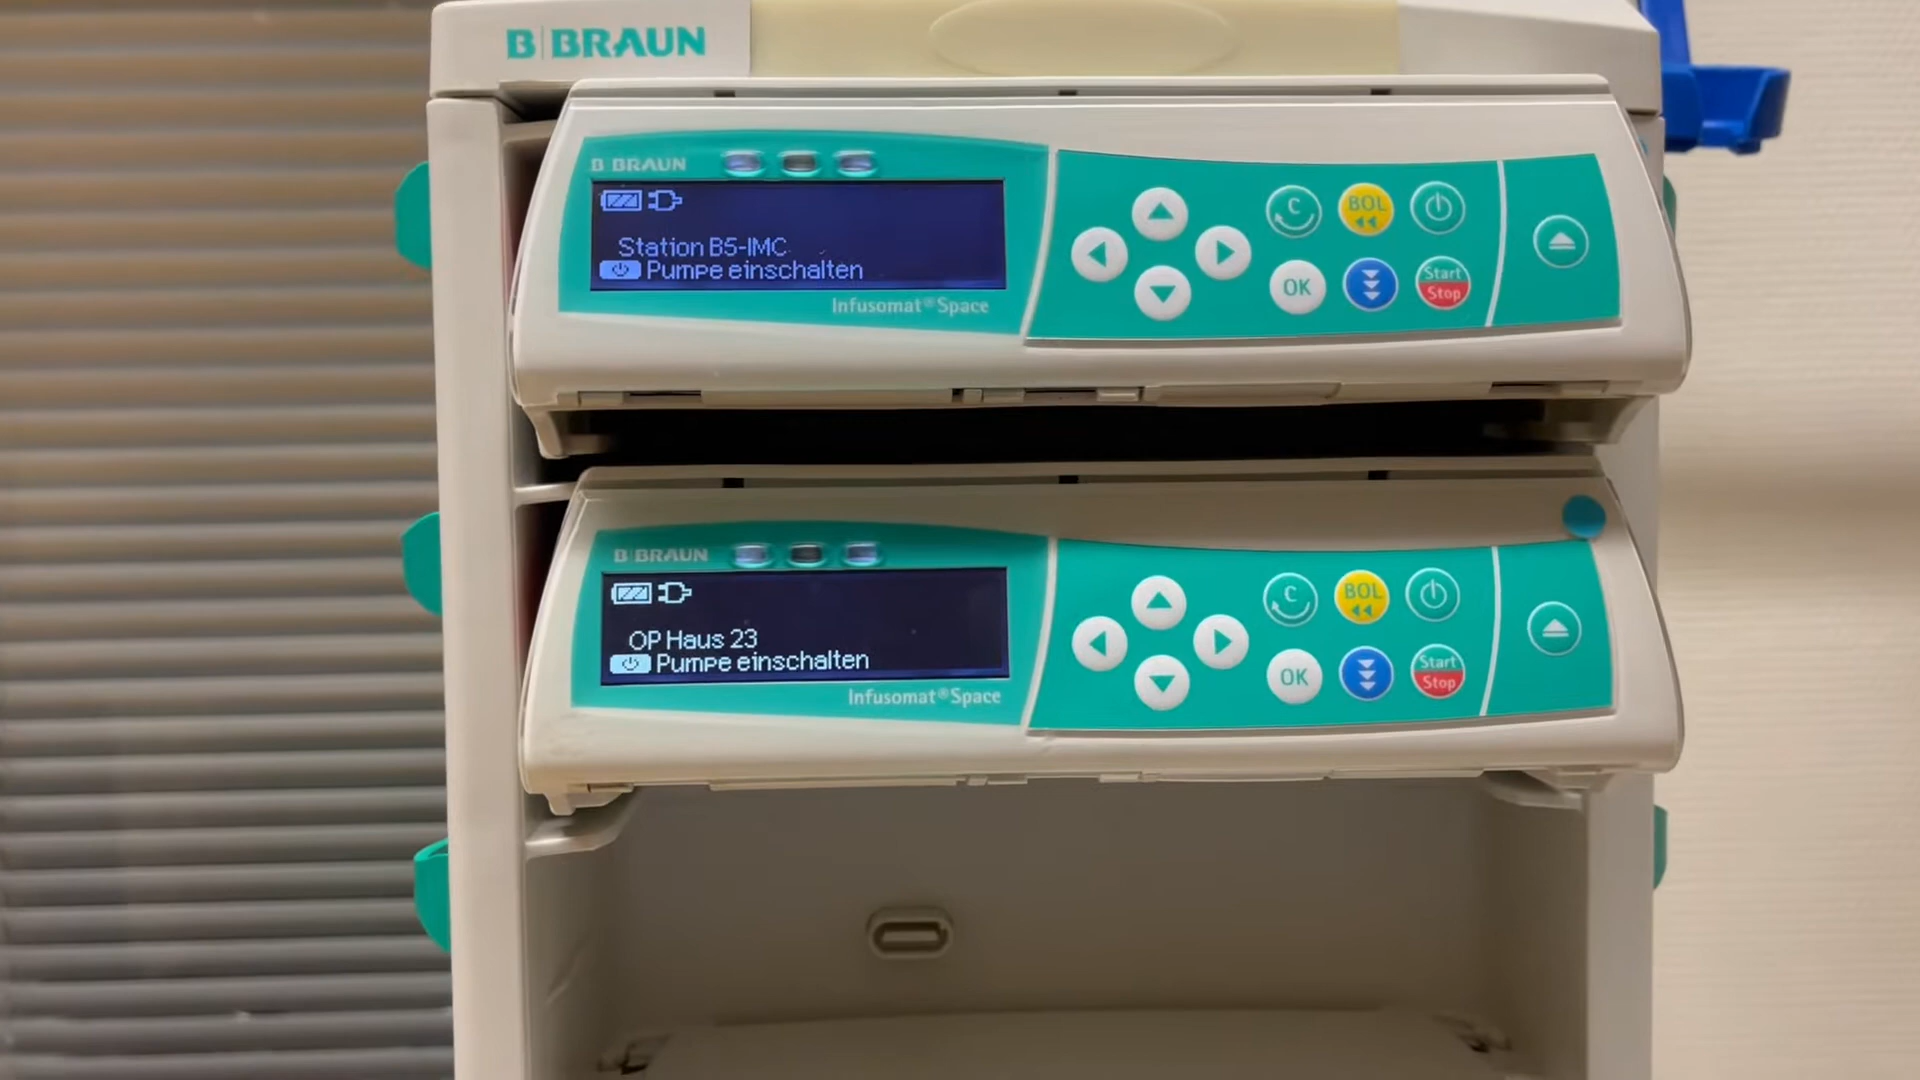 B BRAUN
B BRAUN
Station B5-IMC
Pumpe einschalten
Infusomat®Space
C
BOL
OK
Start
Stop
B BRAUN
OP Haus 23
Pumpe einschalten
Infusomat®Space
C
BOL
OK
Start
Stop